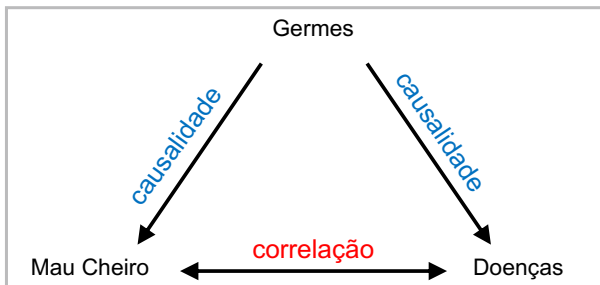 Germes
causalidade
causalidade
correlação
Mau Cheiro
Doenças